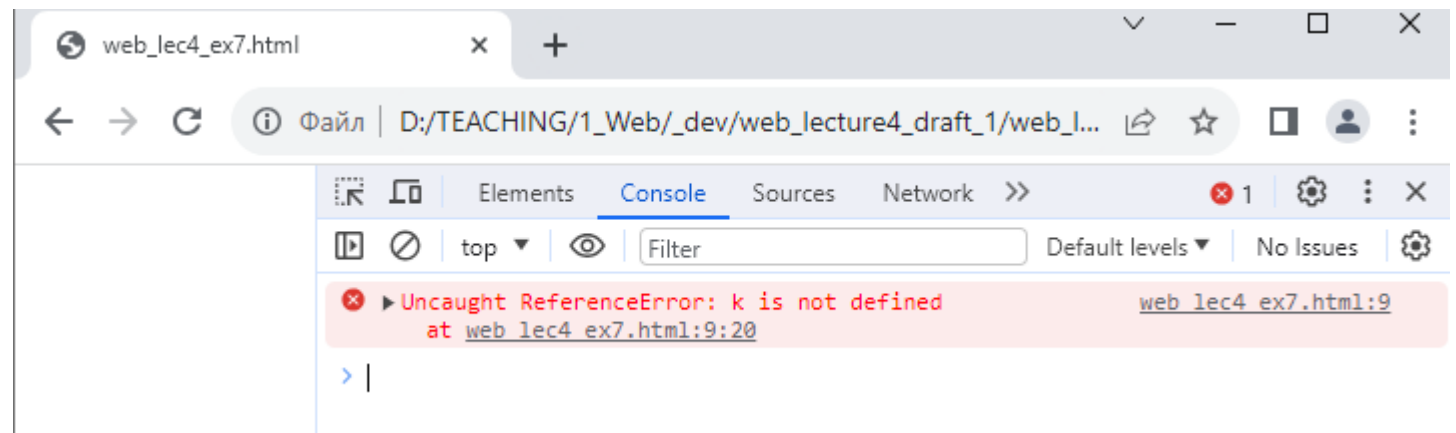 web_lec4_ex7.html
Файл D:/TEACHING/1_Web/_dev/web_lecture4_draft_1/web_l...
Elements Console Sources Network 1
top Filter Default levels No Issues
Uncaught ReferenceError: k is not defined web_lec4_ex7.html:9
at web_lec4_ex7.html:9:20